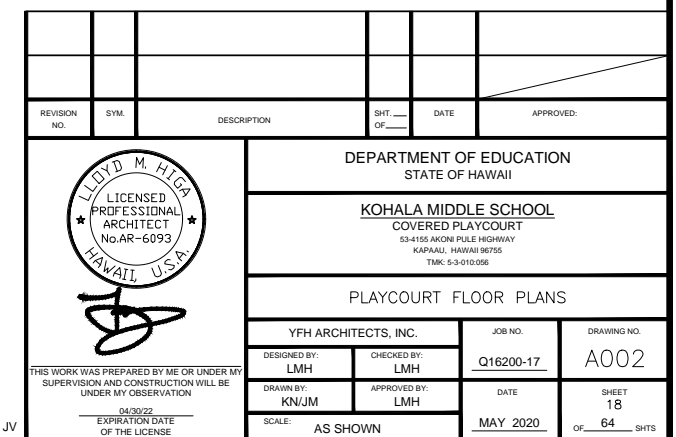 REVISION
NO.
SYM.
DESCRIPTION
SHT.
OF
DATE
APPROVED:
LLOYD M. HIGA
LICENSED
PROFESSIONAL
ARCHITECT
No.AR-6093
HAWAII, U.S.A.
THIS WORK WAS PREPARED BY ME OR UNDER MY
SUPERVISION AND CONSTRUCTION WILL BE
UNDER MY OBSERVATION
04/30/22
EXPIRATION DATE
OF THE LICENSE
JV
DEPARTMENT OF EDUCATION
STATE OF HAWAII
KOHALA MIDDLE SCHOOL
COVERED PLAYCOURT
53-4155 AKONI PULE HIGHWAY
KAPAAU, HAWAII 96755
TMK: 5-3-010:056
PLAYCOURT FLOOR PLANS
YFH ARCHITECTS, INC.
DESIGNED BY:
LMH
CHECKED BY:
LMH
DRAWN BY:
KN/JM
APPROVED BY:
LMH
SCALE:
AS SHOWN
JOB NO.
Q16200-17
DATE
MAY 2020
DRAWING NO.
A002
SHEET
18
OF 64 SHTS